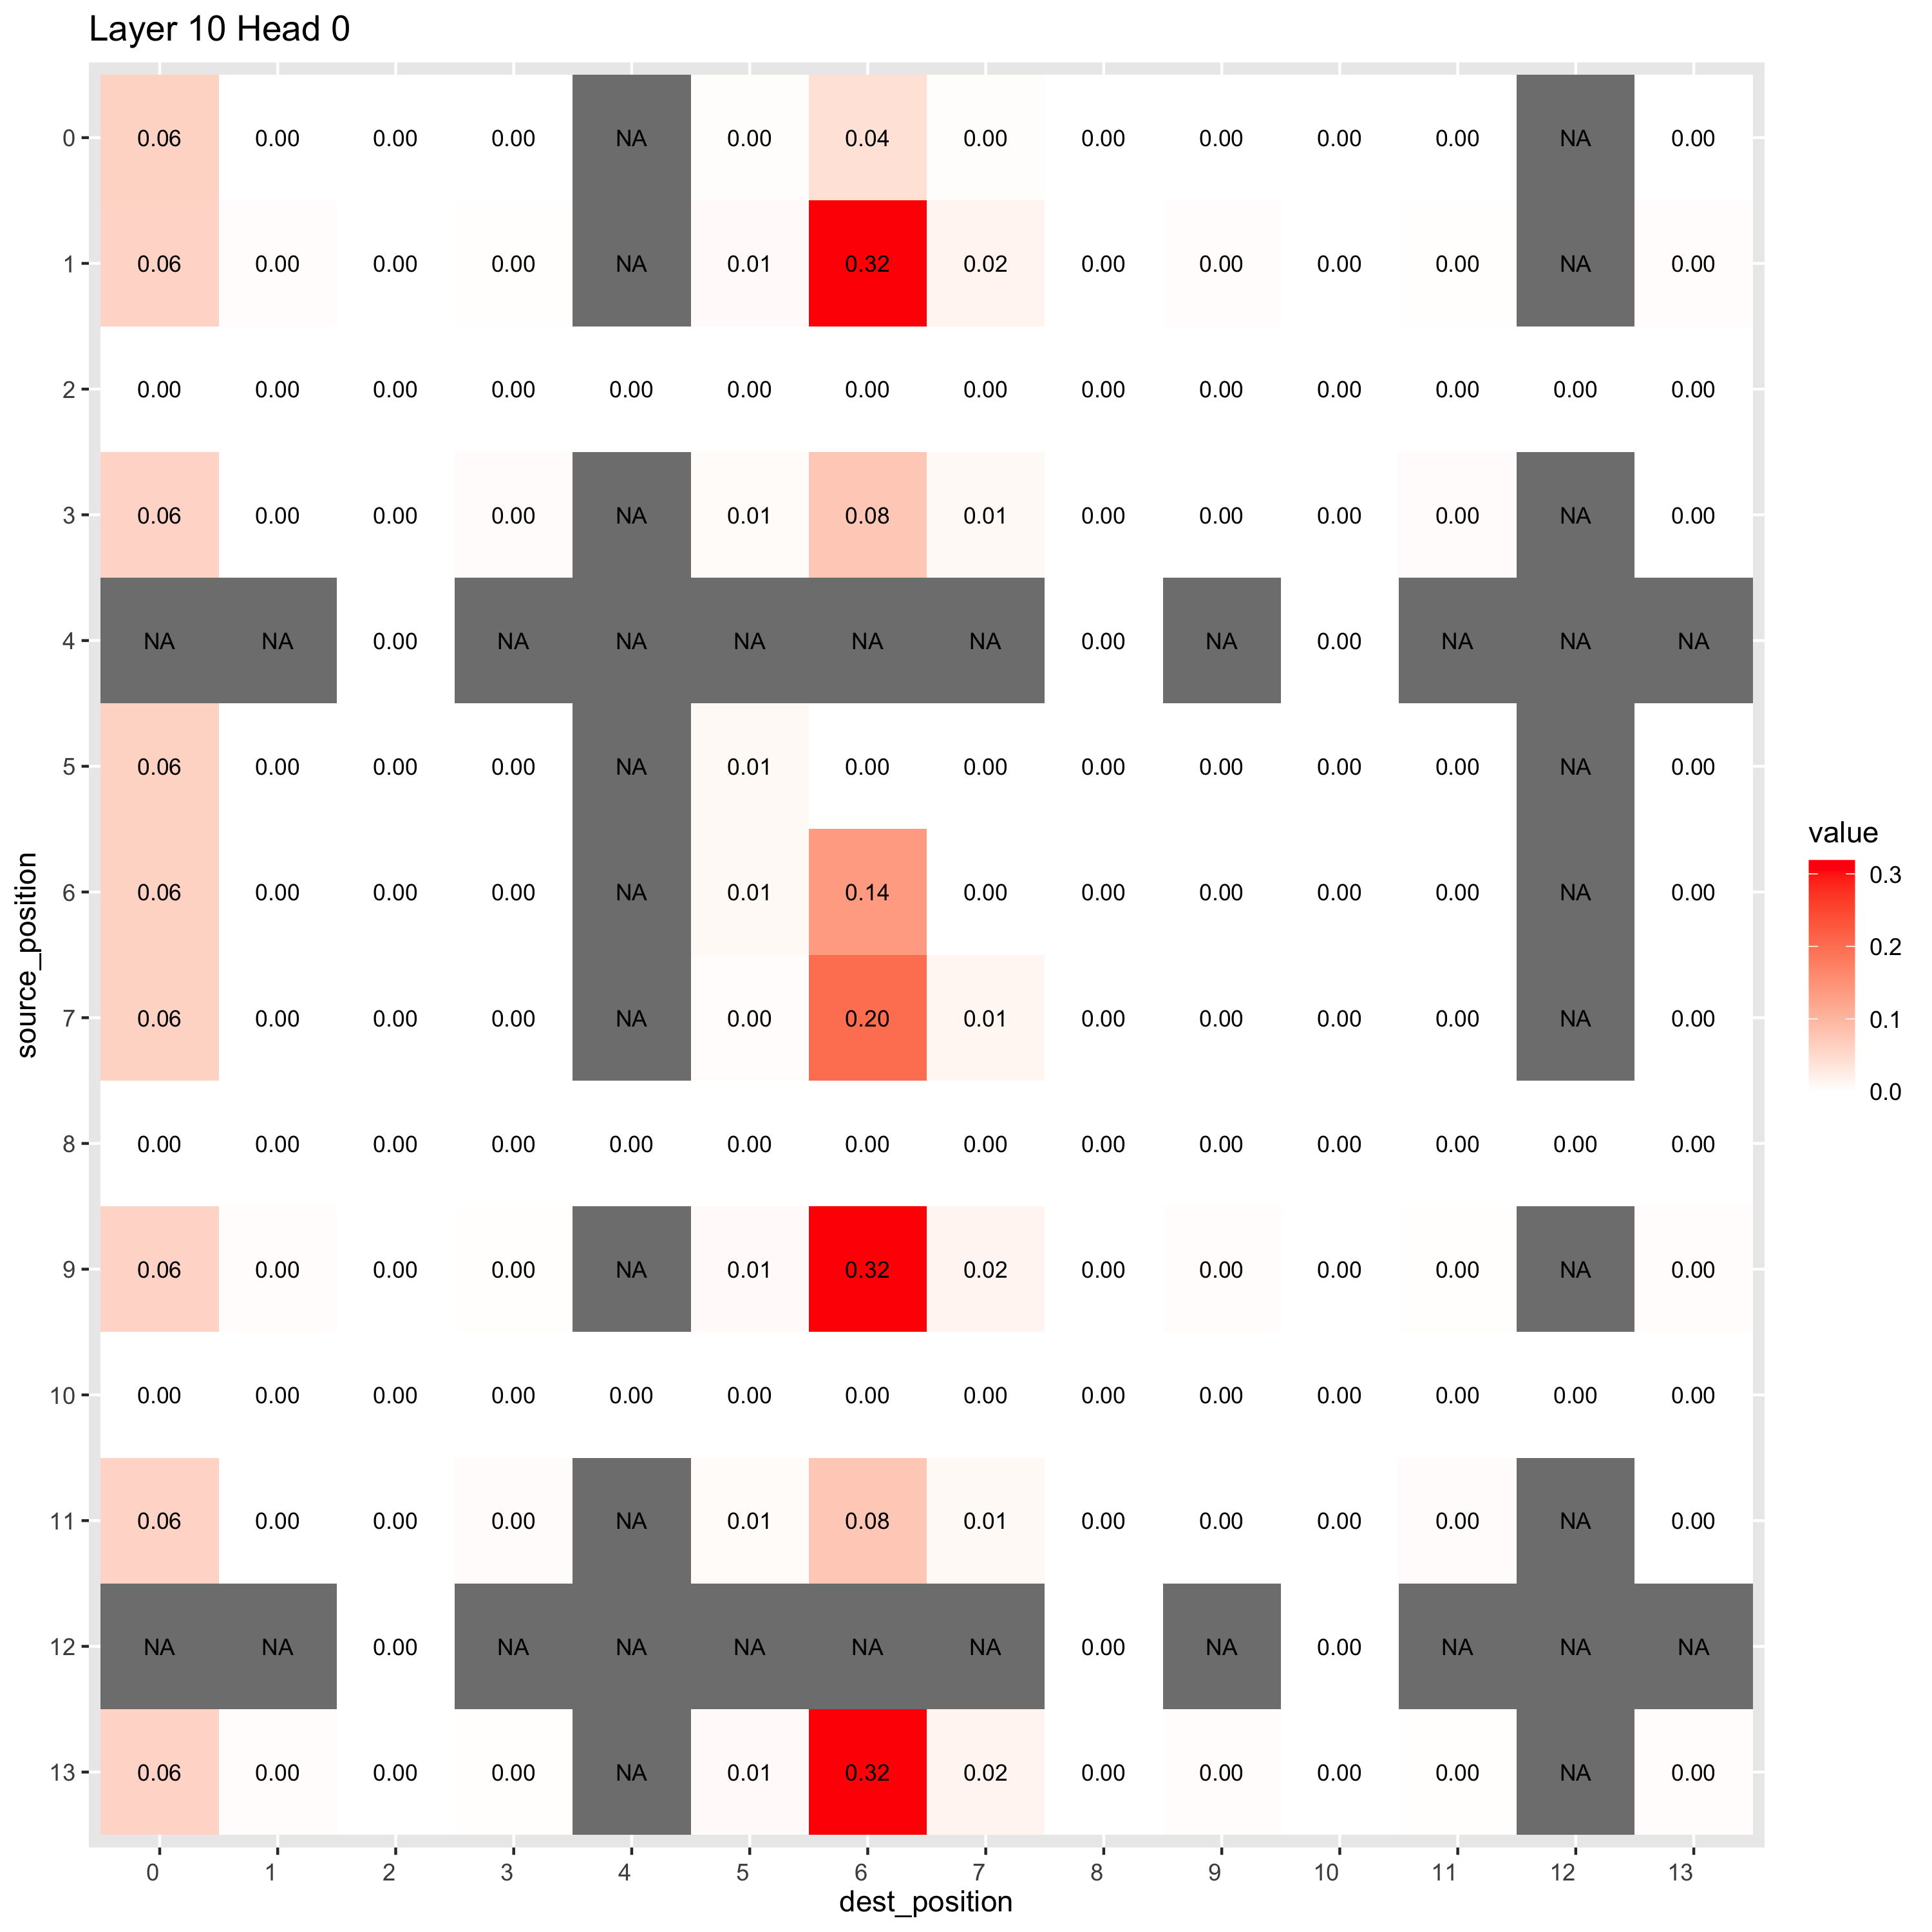 Layer 10 Head 0
0 0.06 0.00 0.00 0.00 NA 0.00 0.04 0.00 0.00 0.00 0.00 0.00 NA 0.00
1 0.06 0.00 0.00 0.00 NA 0.01 0.32 0.02 0.00 0.00 0.00 0.00 NA 0.00
2 0.00 0.00 0.00 0.00 0.00 0.00 0.00 0.00 0.00 0.00 0.00 0.00 0.00 0.00
3 0.06 0.00 0.00 0.00 NA 0.01 0.08 0.01 0.00 0.00 0.00 0.00 NA 0.00
4 NA NA 0.00 NA NA NA NA NA 0.00 NA 0.00 NA NA NA
5 0.06 0.00 0.00 0.00 NA 0.01 0.00 0.00 0.00 0.00 0.00 0.00 NA 0.00
6 0.06 0.00 0.00 0.00 NA 0.01 0.14 0.00 0.00 0.00 0.00 0.00 NA 0.00
7 0.06 0.00 0.00 0.00 NA 0.00 0.20 0.01 0.00 0.00 0.00 0.00 NA 0.00
8 0.00 0.00 0.00 0.00 0.00 0.00 0.00 0.00 0.00 0.00 0.00 0.00 0.00 0.00
9 0.06 0.00 0.00 0.00 NA 0.01 0.32 0.02 0.00 0.00 0.00 0.00 NA 0.00
10 0.00 0.00 0.00 0.00 0.00 0.00 0.00 0.00 0.00 0.00 0.00 0.00 0.00 0.00
11 0.06 0.00 0.00 0.00 NA 0.01 0.08 0.01 0.00 0.00 0.00 0.00 NA 0.00
12 NA NA 0.00 NA NA NA NA NA 0.00 NA 0.00 NA NA NA
13 0.06 0.00 0.00 0.00 NA 0.01 0.32 0.02 0.00 0.00 0.00 0.00 NA 0.00
0 1 2 3 4 5 6 7 8 9 10 11 12 13
dest_position
source_position
value
0.3
0.2
0.1
0.0